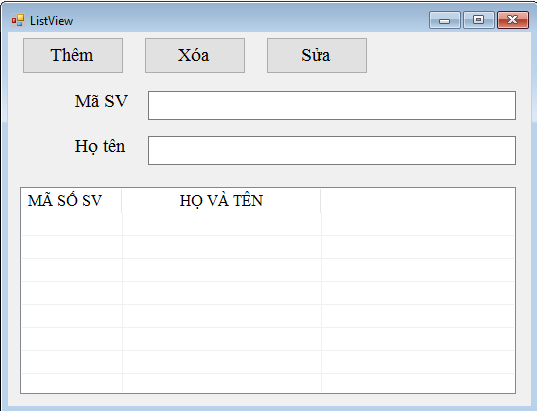 ListView
Thêm Xóa Sửa
Mã SV
Họ tên
MÃ SỐ SV HỌ VÀ TÊN